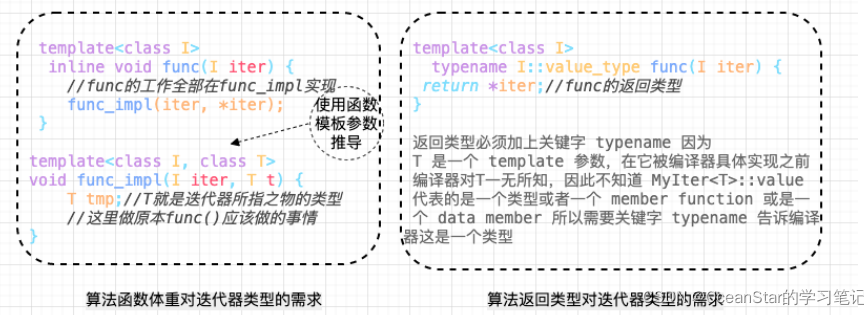 template<class I>
inline void func(I iter) {
//func的工作全部在func_impl实现
func_impl(iter, *iter);
}
使用函数
模板参数
推导
template<class I, class T>
void func_impl(I iter, T t) {
T tmp;//T就是迭代器所指之物的类型
//这里做原本func()应该做的事情
}
算法函数体重对迭代器类型的需求
template<class I>
typename I::value_type func(I iter) {
return *iter;//func的返回类型
}
返回类型必须加上关键字 typename 因为
T 是一个 template 参数，在它被编译器具体实现之前
编译器对T一无所知，因此不知道 MyIter<T>::value
代表的是一个类型或者一个 member function 或是一
个 data member 所以需要关键字 typename 告诉编译
器这是一个类型
算法返回类型对迭代器类型的需求
eanStar的学习笔记